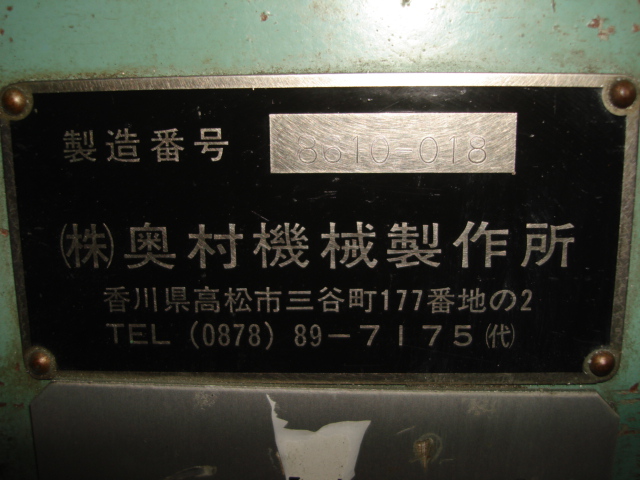 製造番号 8610-018
㈱奥村機械製作所
香川県高松市三谷町177番地の2
TEL (0878) 89-7175㈹